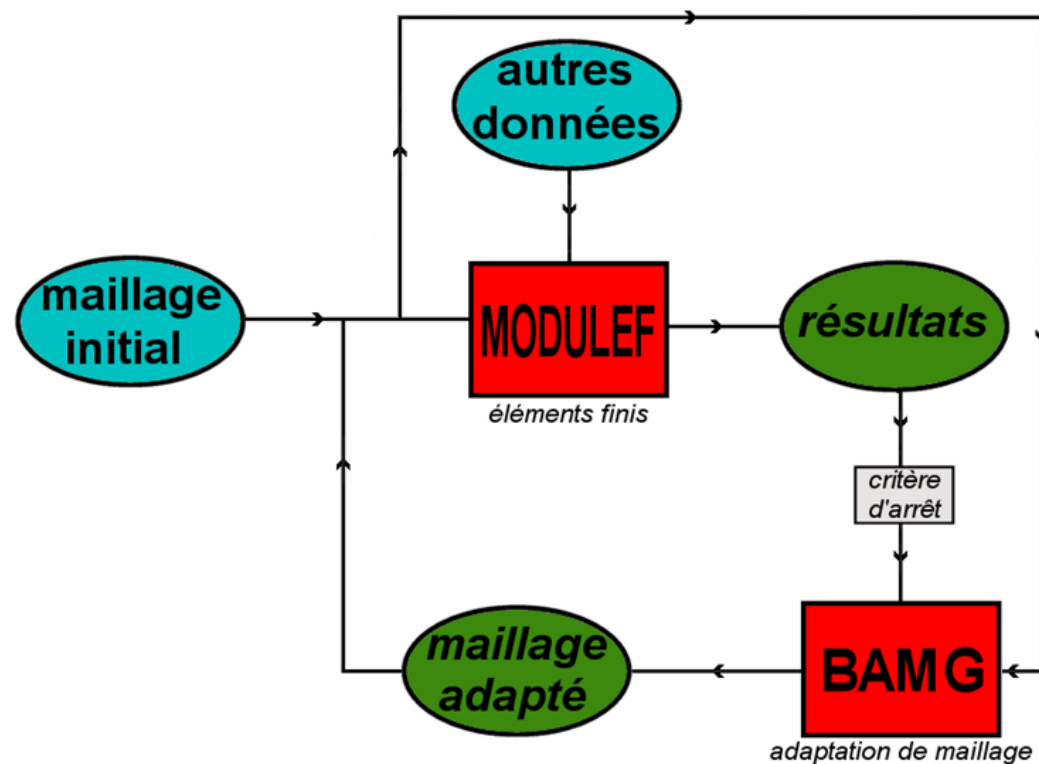 autres
données
maillage
initial
MODULEF
éléments finis
résultats
critère
d'arrêt
maillage
adapté
BAMG
adaptation de maillage